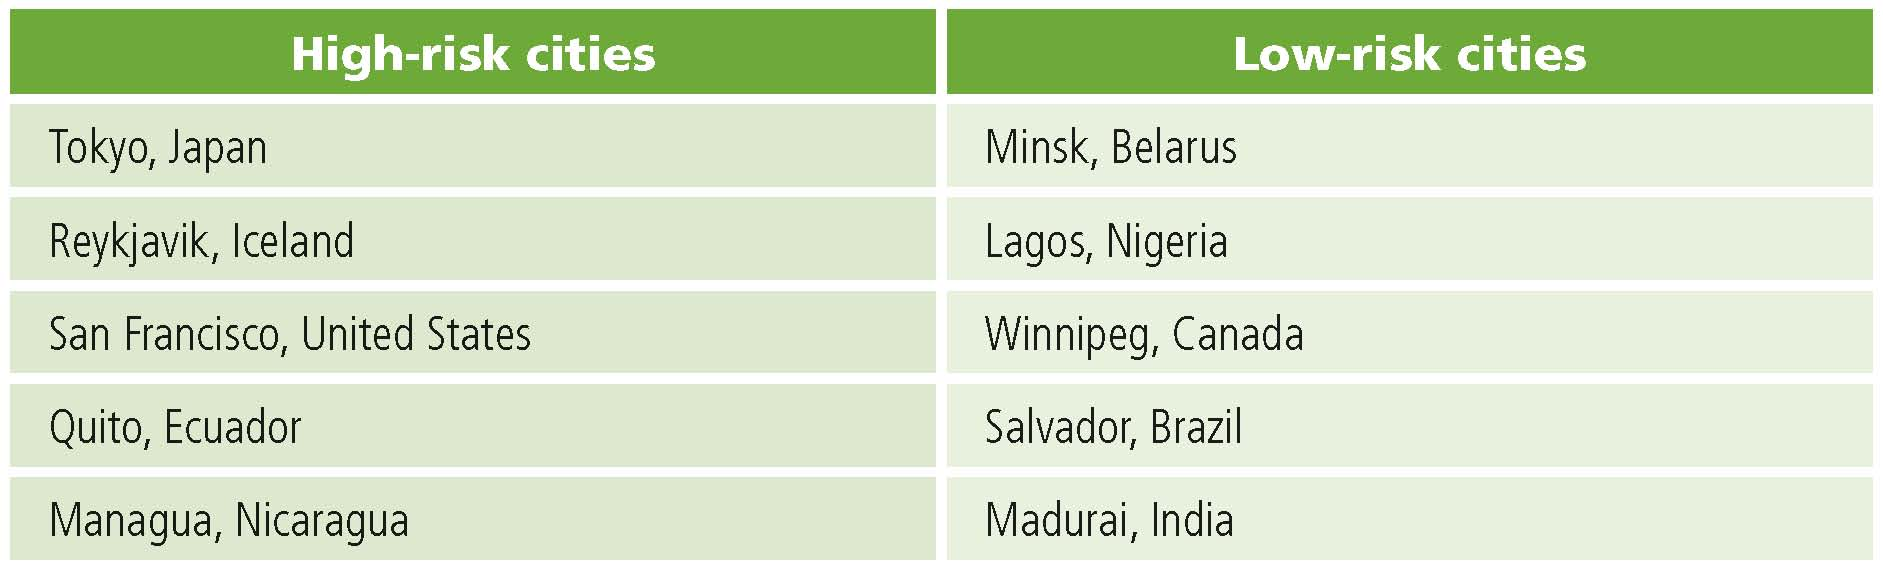 High-risk cities Low-risk cities
Tokyo, Japan Minsk, Belarus
Reykjavik, Iceland Lagos, Nigeria
San Francisco, United States Winnipeg, Canada
Quito, Ecuador Salvador, Brazil
Managua, Nicaragua Madurai, India